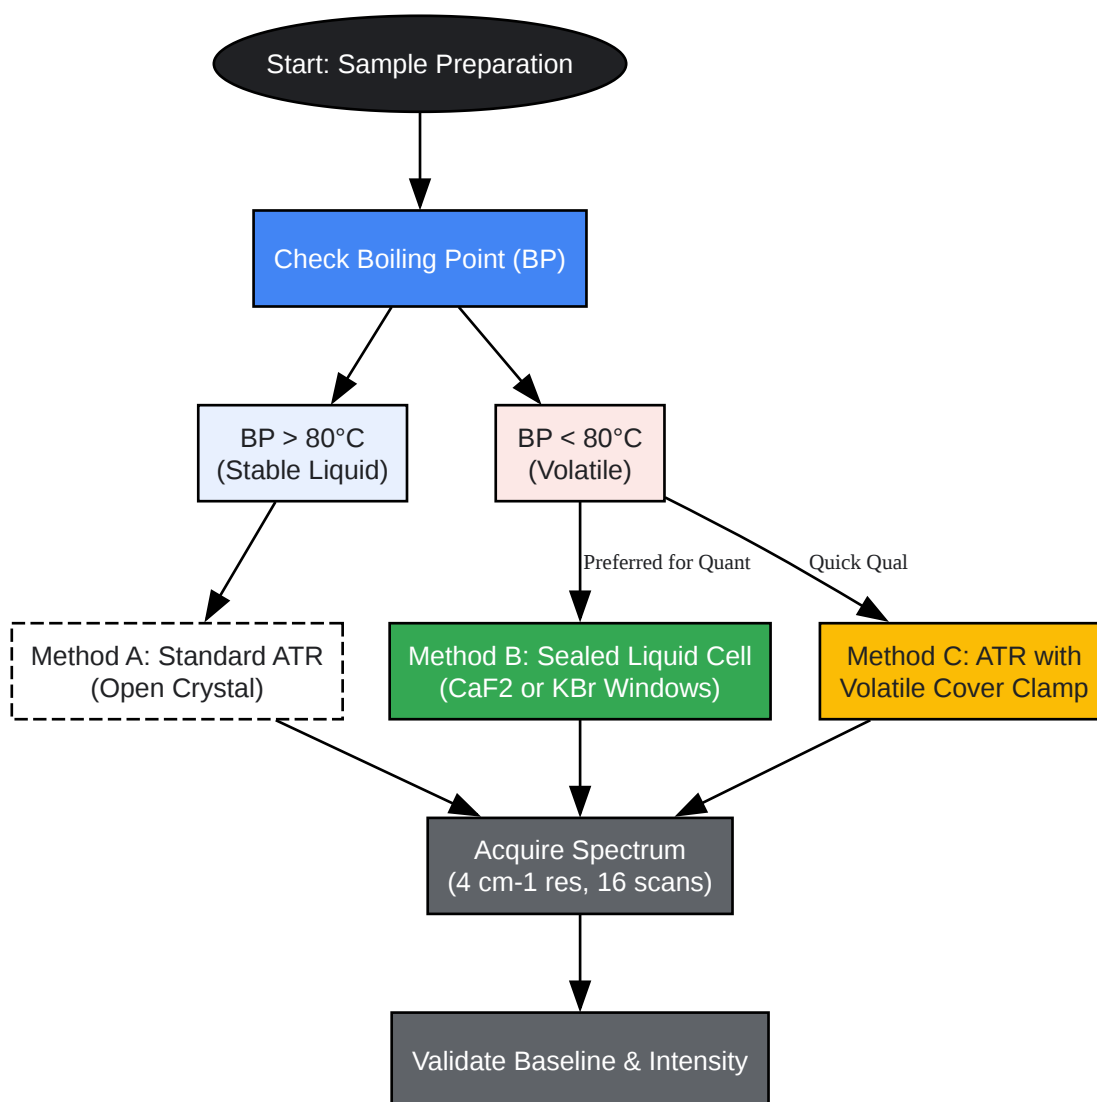 Start: Sample Preparation
Check Boiling Point (BP)
BP > 80°C
(Stable Liquid)
BP < 80°C
(Volatile)
Preferred for Quant
Quick Qual
Method A: Standard ATR
(Open Crystal)
Method B: Sealed Liquid Cell
(CaF2 or KBr Windows)
Method C: ATR with
Volatile Cover Clamp
Acquire Spectrum
(4 cm-1 res, 16 scans)
Validate Baseline & Intensity